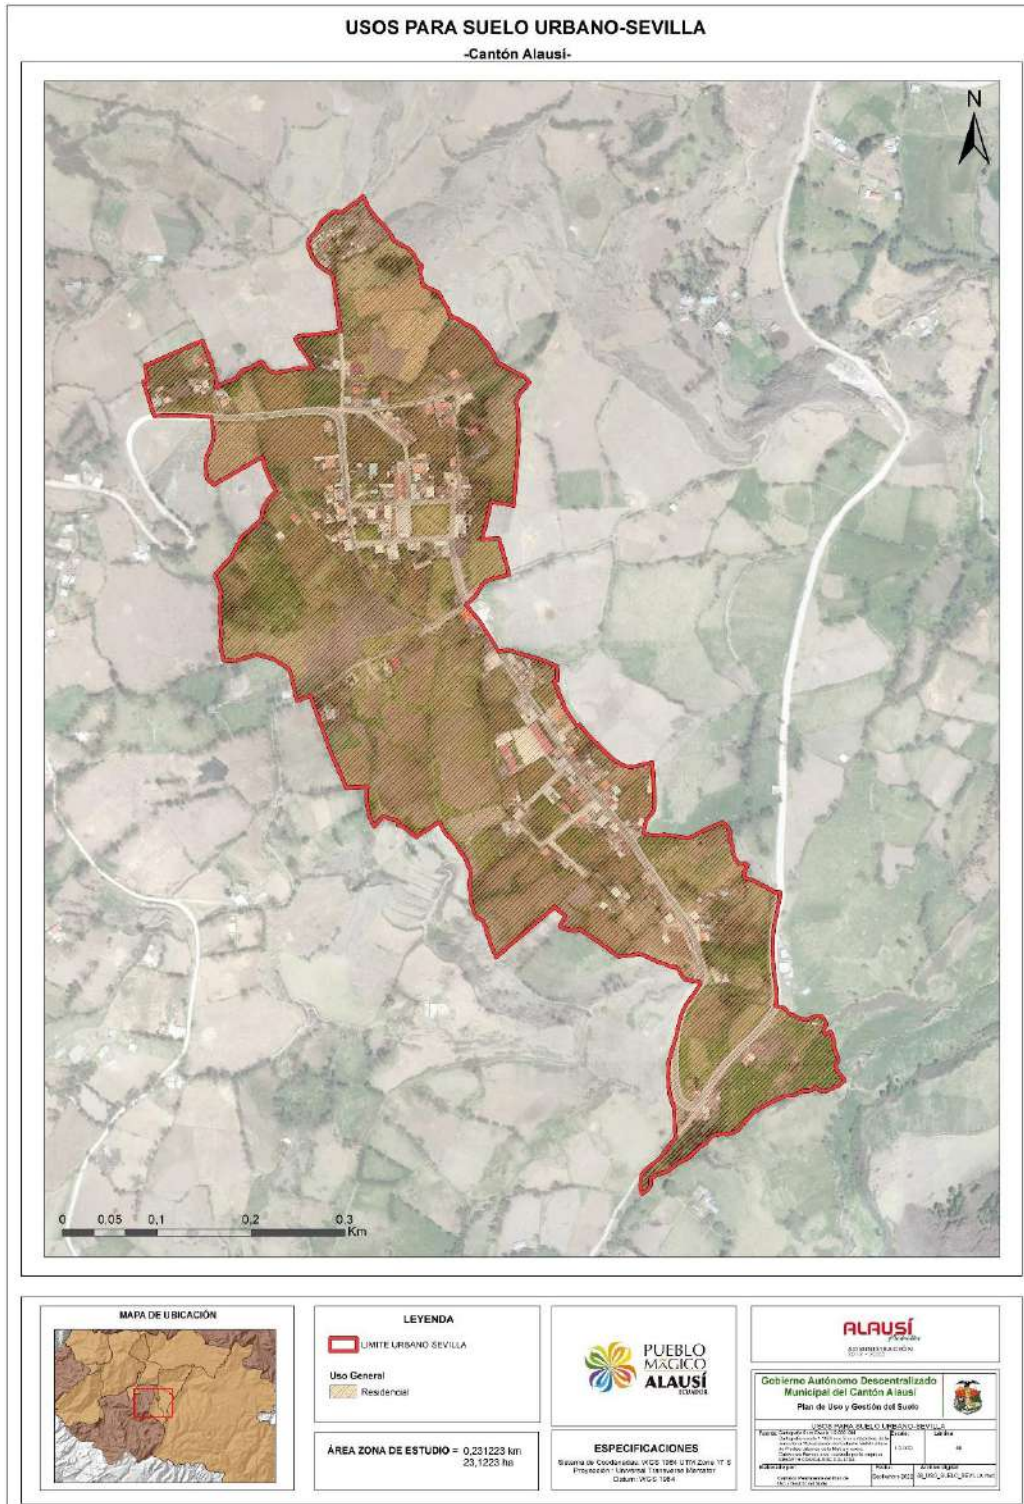 USOS PARA SUELO URBANO-SEVILLA
-Cantón Alausí-
N
0 0,05 0,1 0,2 0,3
Km
MAPA DE UBICACIÓN
LEYENDA
LIMITE URBANO SEVILLA
Uso General
Residencial
ÁREA ZONA DE ESTUDIO = 0,231223 km
23,1223 ha
PUEBLO
MÁGICO
ALAUSÍ
ECUADOR
ESPECIFICACIONES
Sistema de Coordenadas: WGS 1984 UTM Zone 17 S
Proyección: Universal Transverse Mercator
Datum: WGS 1984
ALAUSÍ
ADMINISTRACIÓN
Gobierno Autónomo Descentralizado
Municipal del Cantón Alausí
Plan de Uso y Gestión del Suelo
USOS PARA SUELO URBANO-SEVILLA
Escala:
Lámina
Fecha: